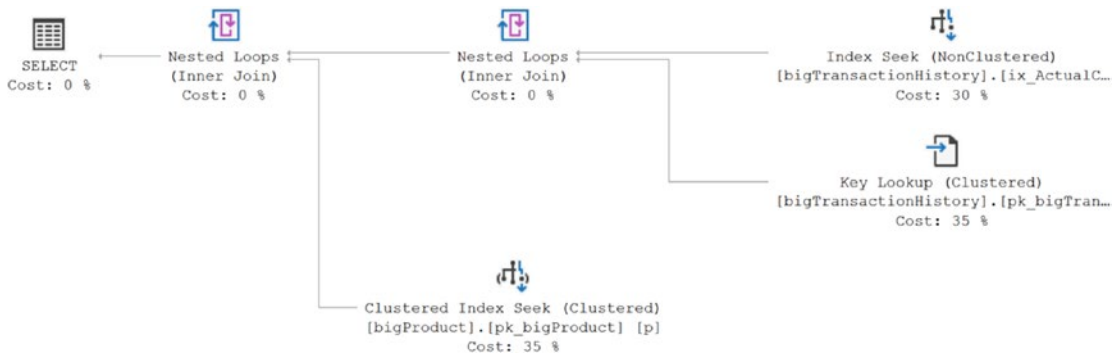 SELECT
Cost: 0 %
Nested Loops
(Inner Join)
Cost: 0 %
Nested Loops
(Inner Join)
Cost: 0 %
Index Seek (NonClustered)
[bigTransactionHistory].[ix_ActualC…
Cost: 30 %
Key Lookup (Clustered)
[bigTransactionHistory].[pk_bigTran…
Cost: 35 %
Clustered Index Seek (Clustered)
[bigProduct].[pk_bigProduct] [p]
Cost: 35 %